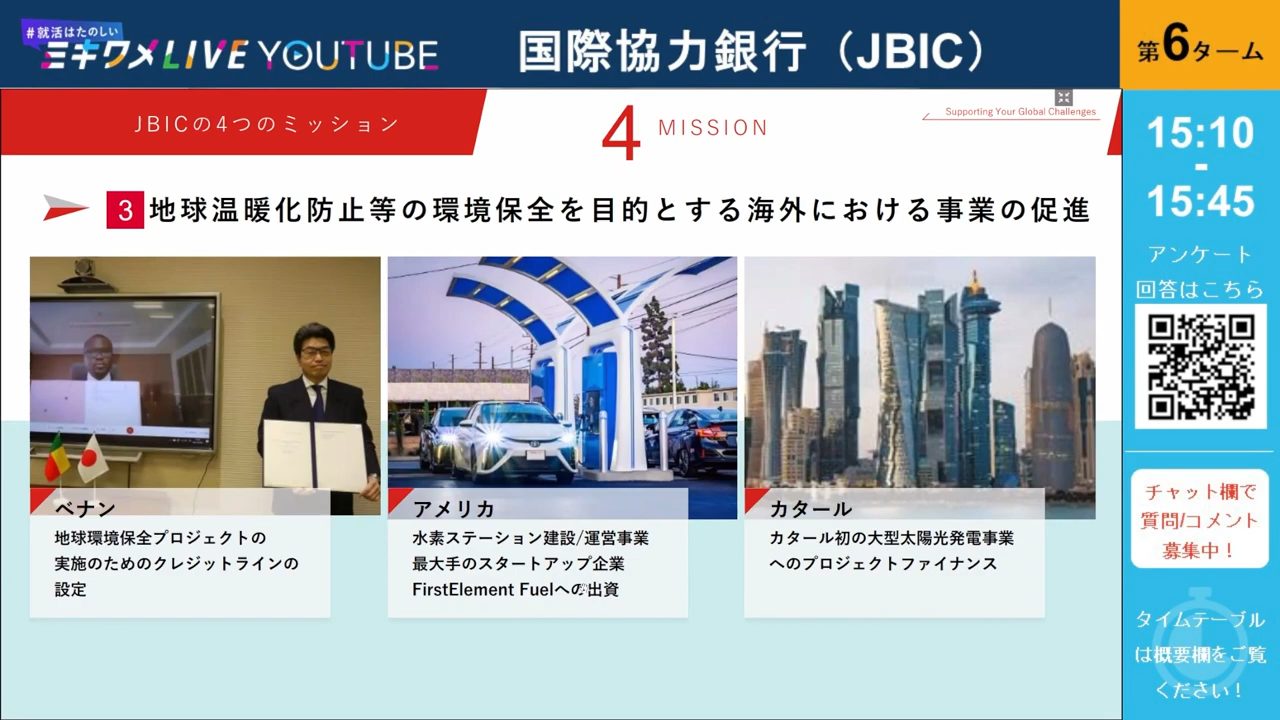 #就活はたのしい
ミキワメLIVE YOUTUBE
国際協力銀行（JBIC）
第6ターム
JBICの4つのミッション
4 MISSION
Supporting Your Global Challenges
3 地球温暖化防止等の環境保全を目的とする海外における事業の促進
ベナン
地球環境保全プロジェクトの
実施のためのクレジットラインの
設定
アメリカ
水素ステーション建設/運営事業
最大手のスタートアップ企業
FirstElement Fuelへの出資
カタール
カタール初の大型太陽光発電事業
へのプロジェクトファイナンス
15:10
-
15:45
アンケート
回答はこちら
チャット欄で
質問/コメント
募集中！
タイムテーブル
は概要欄をご覧
ください！